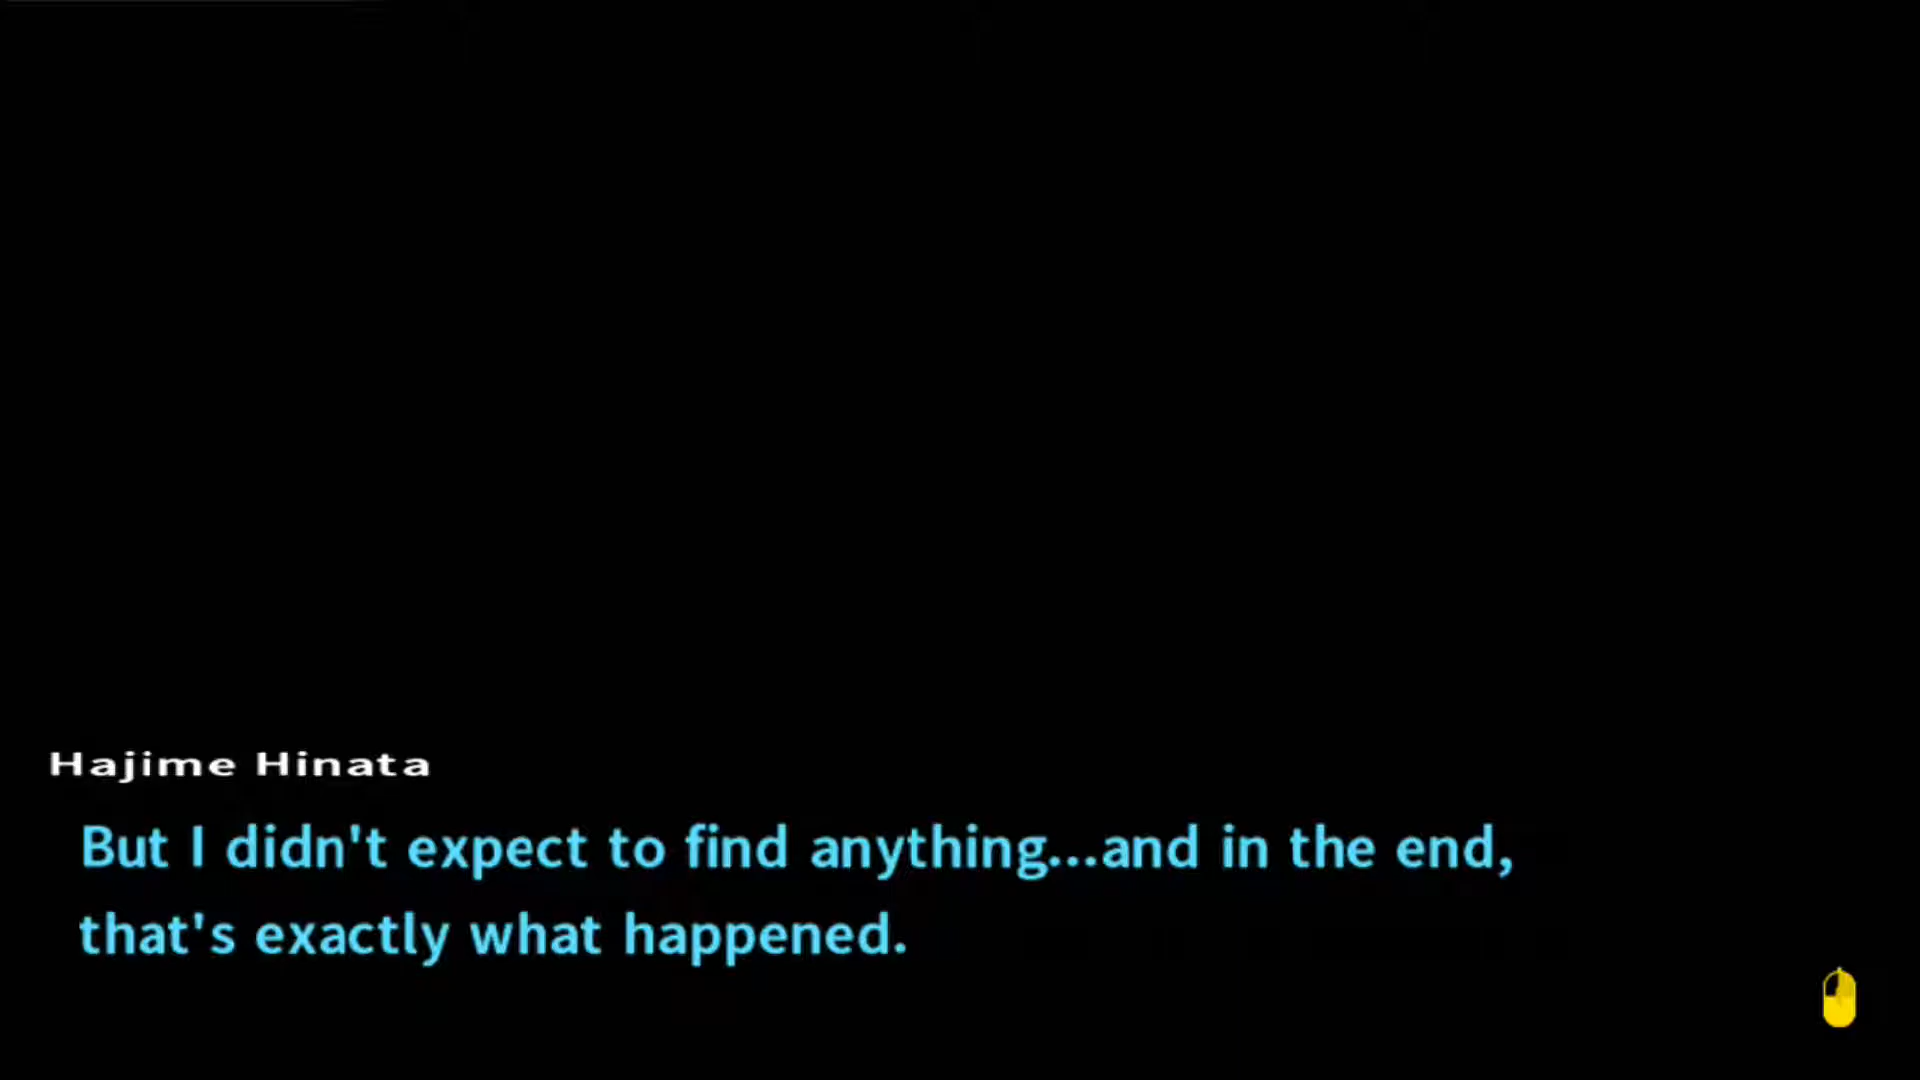 Hajime Hinata
But I didn't expect to find anything...and in the end,
that's exactly what happened.